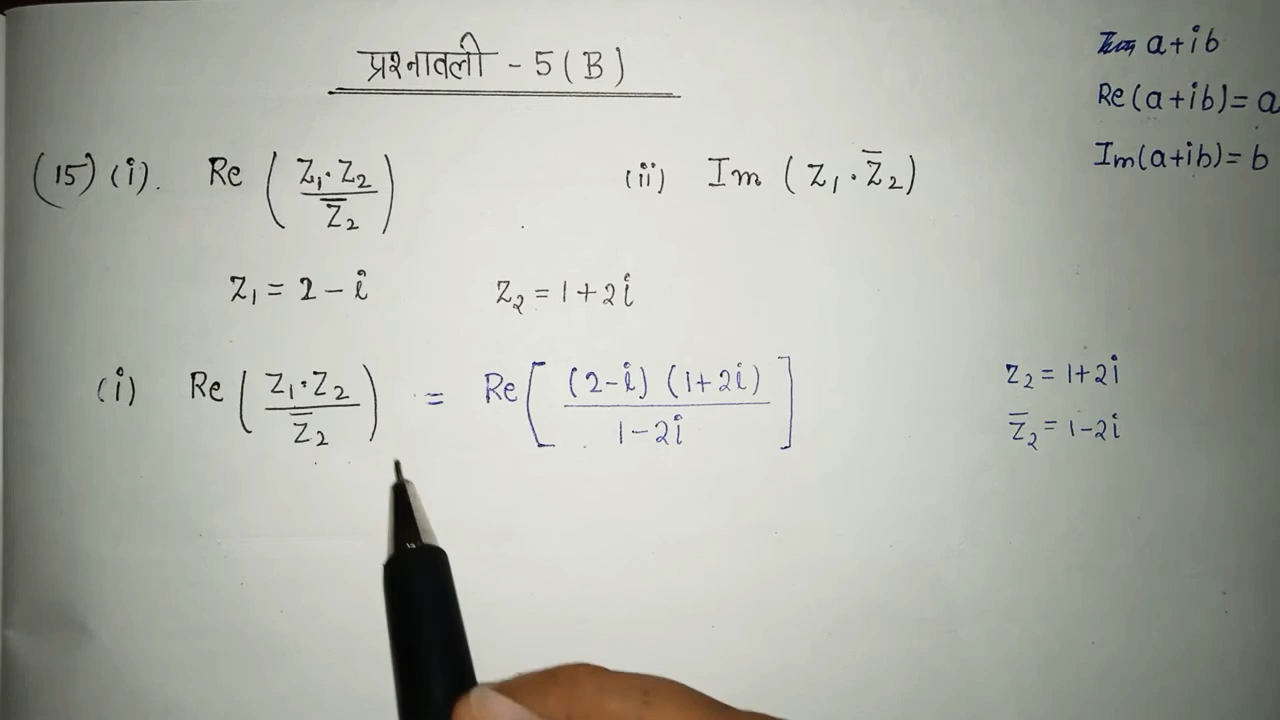 प्रश्नावली - 5(B)
a+ib
Re(a+ib)=a
Im(a+ib)=b
(15)(i). Re (Z₁·Z₂/Z̅₂) (ii) Im (Z₁·Z̅₂)
Z₁ = 2-i Z₂ = 1+2i
(i) Re (Z₁·Z₂/Z̅₂) = Re[(2-i)(1+2i)/1-2i]
Z₂ = 1+2i
Z̅₂ = 1-2i